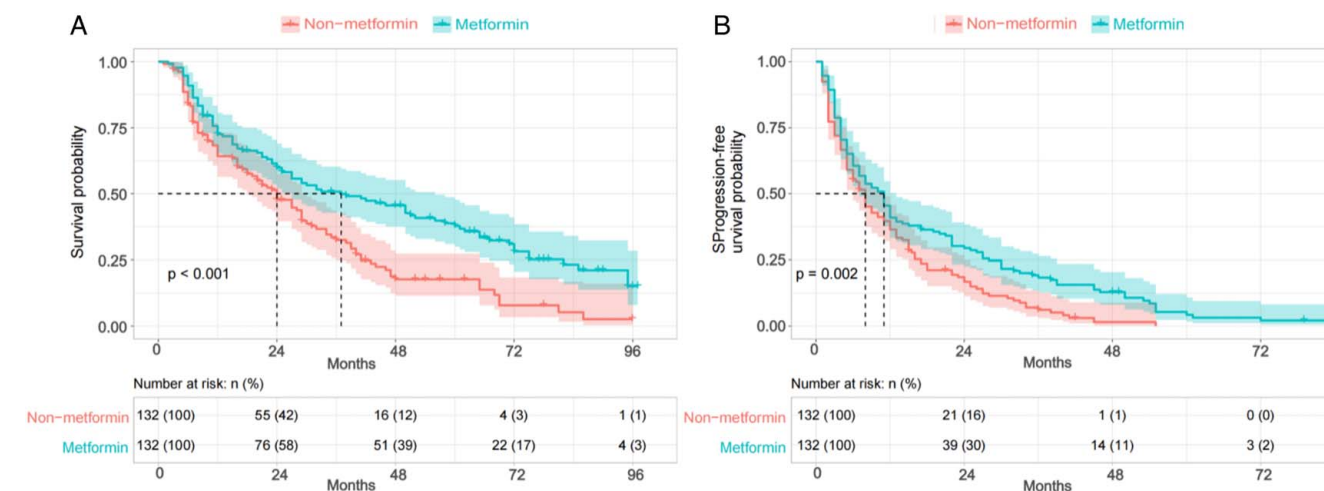 A
Non−metformin Metformin
Survival probability
1.00
0.75
0.50
0.25
0.00
p < 0.001
0 24 48 72 96
Months
Number at risk: n (%)
Non−metformin 132 (100) 55 (42) 16 (12) 4 (3) 1 (1)
Metformin 132 (100) 76 (58) 51 (39) 22 (17) 4 (3)
0 24 48 72 96
Months
B
Non−metformin Metformin
SProgression-free
urvival probability
1.00
0.75
0.50
0.25
0.00
p = 0.002
0 24 48 72
Months
Number at risk: n (%)
Non−metformin 132 (100) 21 (16) 1 (1) 0 (0)
Metformin 132 (100) 39 (30) 14 (11) 3 (2)
0 24 48 72
Months